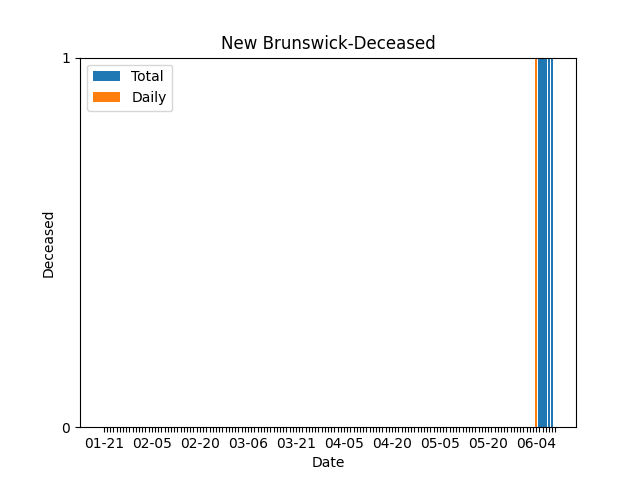 New Brunswick-Deceased
1
Total
Daily
Deceased
0
01-21 02-05 02-20 03-06 03-21 04-05 04-20 05-05 05-20 06-04
Date